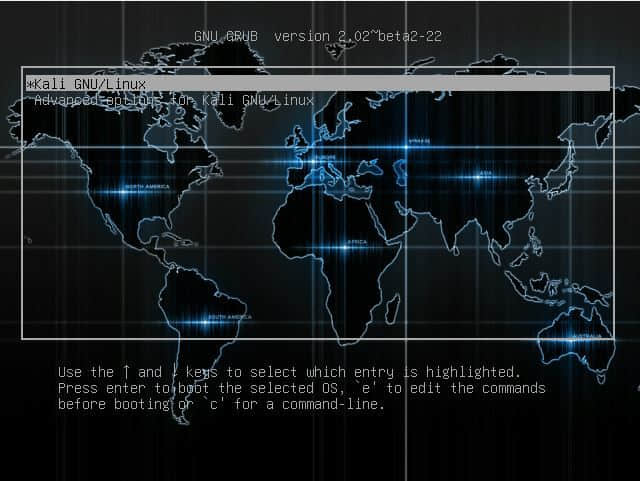 GNU GRUB  version 2.02~beta2-22
*Kali GNU/Linux
Advanced options for Kali GNU/Linux
NORTH AMERICA
EUROPE
ASIA
AFRICA
SOUTH AMERICA
AUSTRALIA
Use the ↑ and ↓ keys to select which entry is highlighted.
Press enter to boot the selected OS, `e' to edit the commands
before booting or `c' for a command-line.